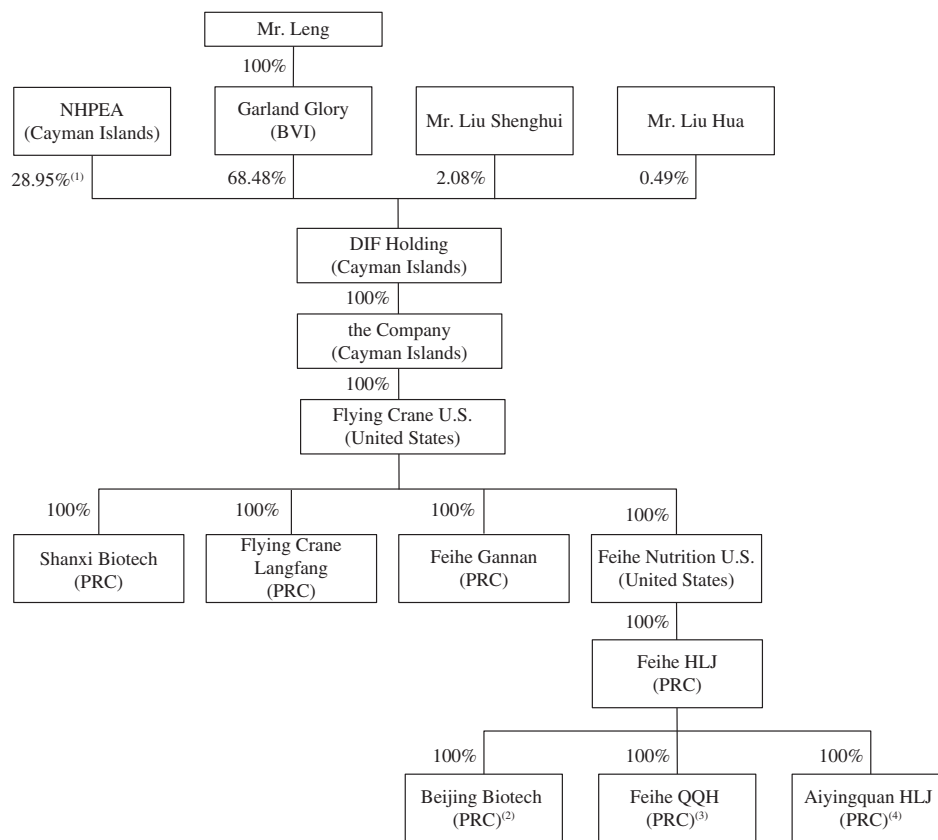 Mr. Leng
100%
NHPEA
(Cayman Islands)
Garland Glory
(BVI)
Mr. Liu Shenghui
Mr. Liu Hua
28.95%(1)
68.48%
2.08%
0.49%
DIF Holding
(Cayman Islands)
100%
the Company
(Cayman Islands)
100%
Flying Crane U.S.
(United States)
100%
100%
100%
100%
Shanxi Biotech
(PRC)
Flying Crane
Langfang
(PRC)
Feihe Gannan
(PRC)
Feihe Nutrition U.S.
(United States)
100%
Feihe HLJ
(PRC)
100%
100%
100%
Beijing Biotech
(PRC)(2)
Feihe QQH
(PRC)(3)
Aiyingquan HLJ
(PRC)(4)